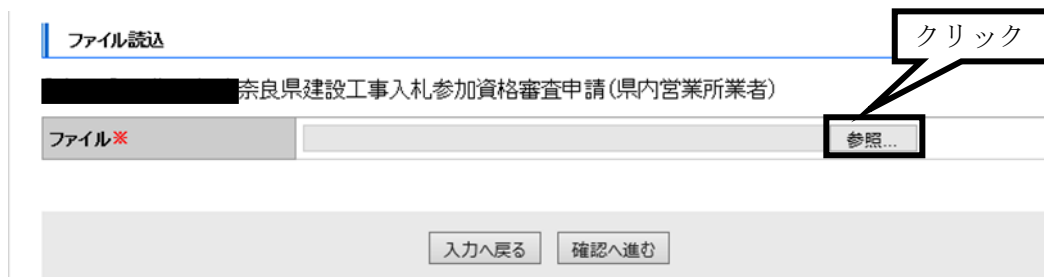 クリック
ファイル読込
奈良県建設工事入札参加資格審査申請(県内営業所業者)
ファイル※
参照...
入力へ戻る 確認へ進む